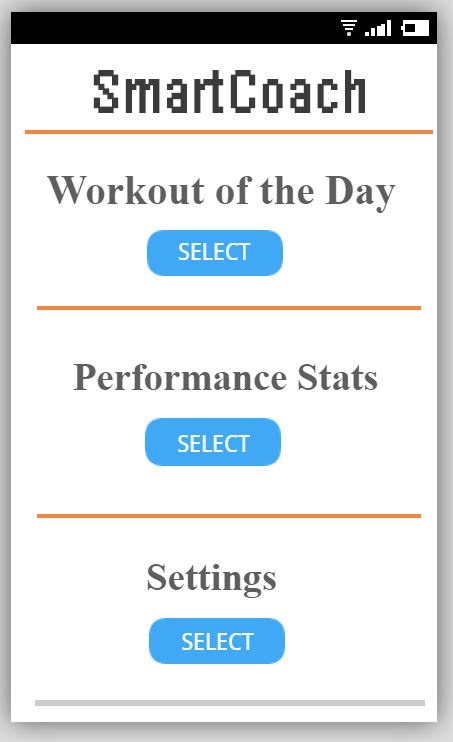 SmartCoach
Workout of the Day
SELECT
Performance Stats
SELECT
Settings
SELECT